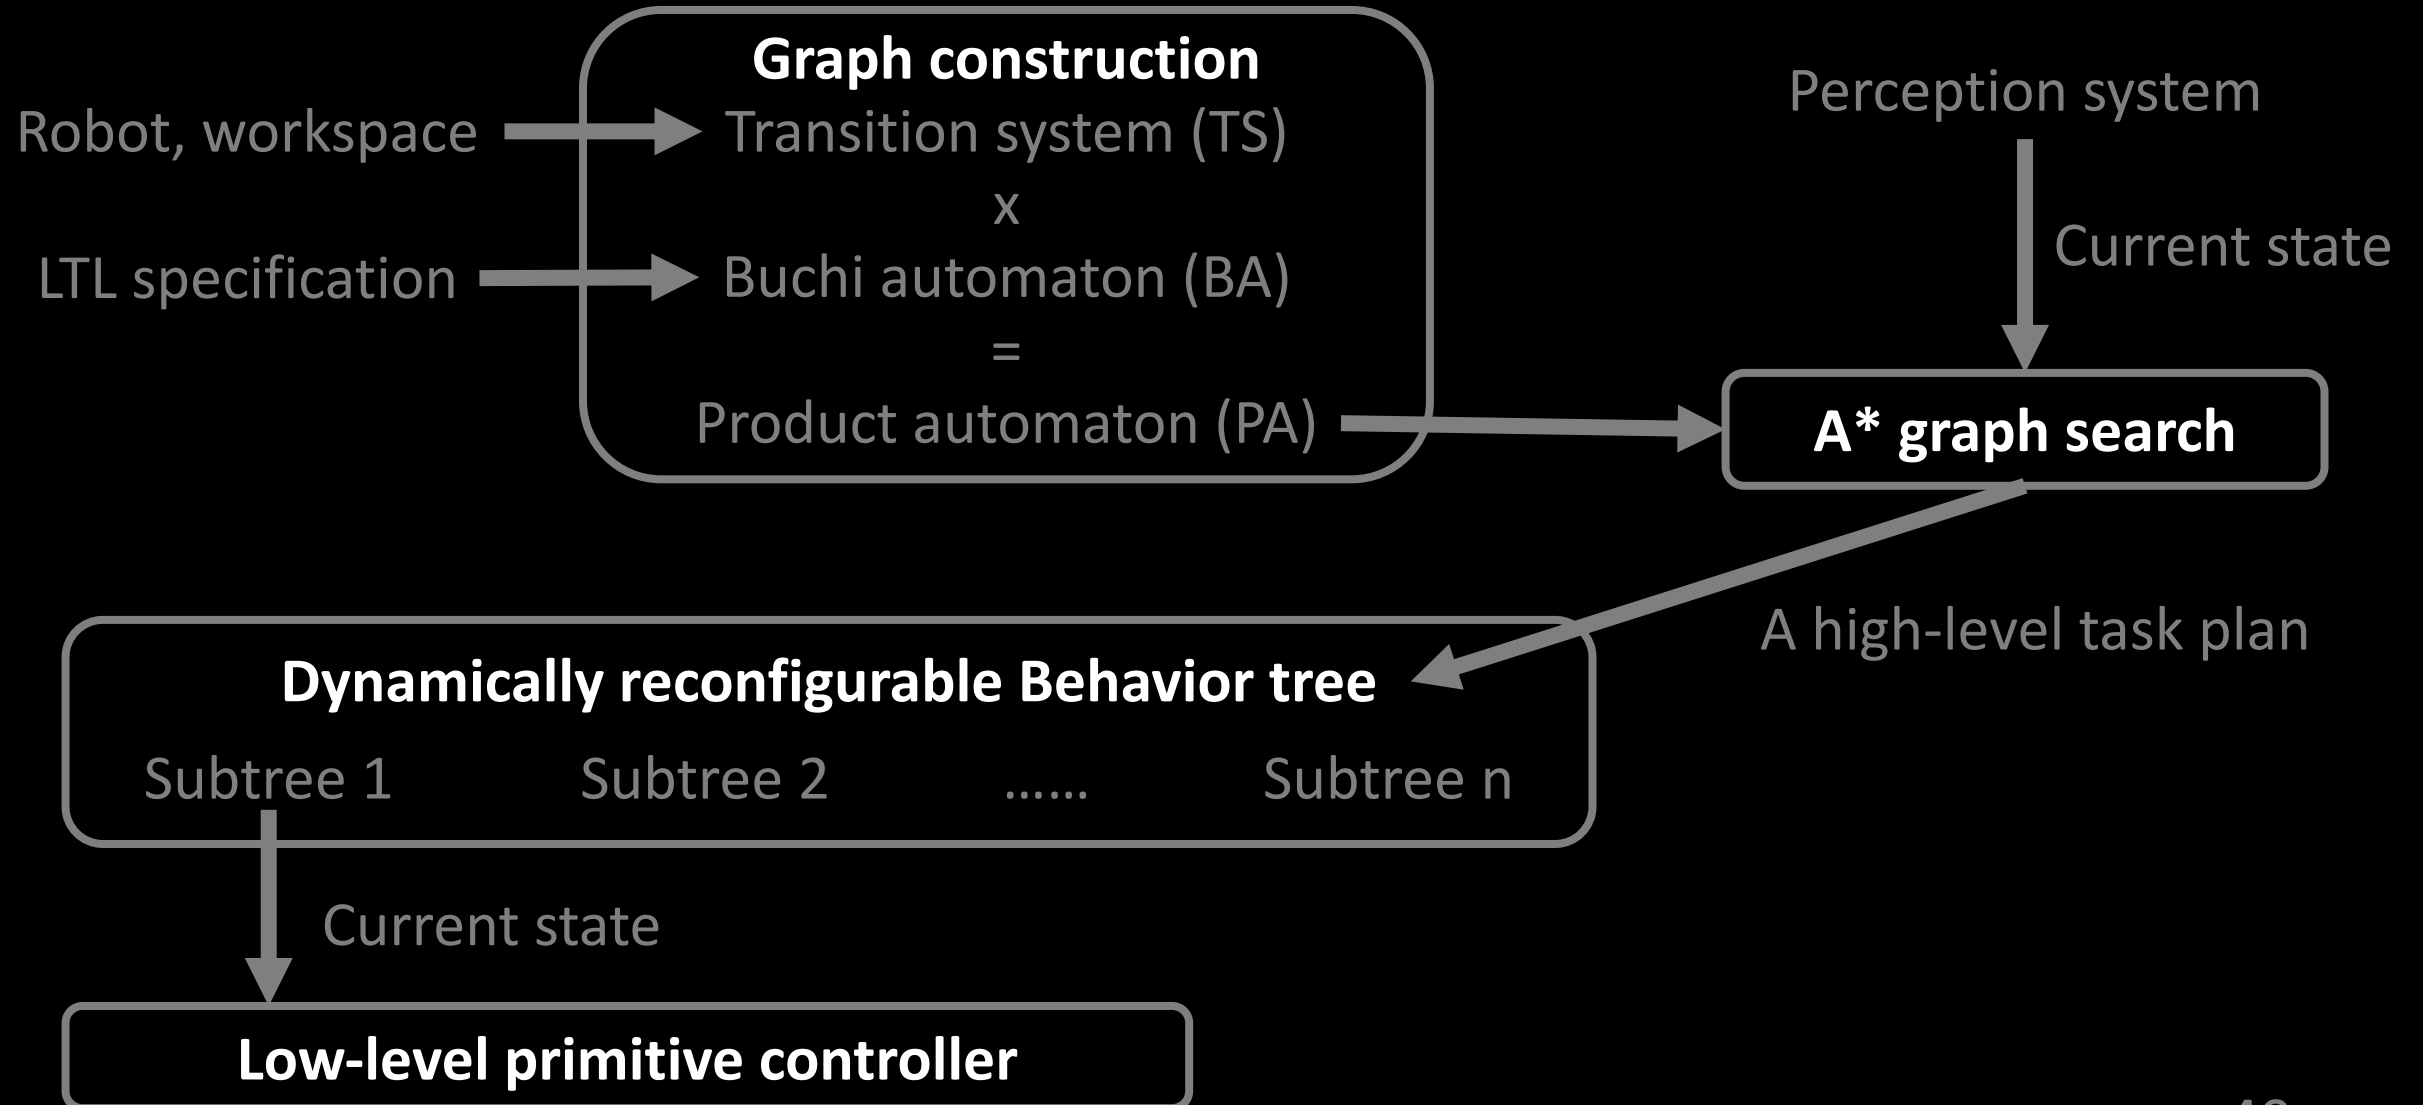 Graph construction
Robot, workspace
Transition system (TS)
x
LTL specification
Buchi automaton (BA)
=
Product automaton (PA)
Perception system
Current state
A* graph search
A high-level task plan
Dynamically reconfigurable Behavior tree
Subtree 1
Subtree 2
......
Subtree n
Current state
Low-level primitive controller